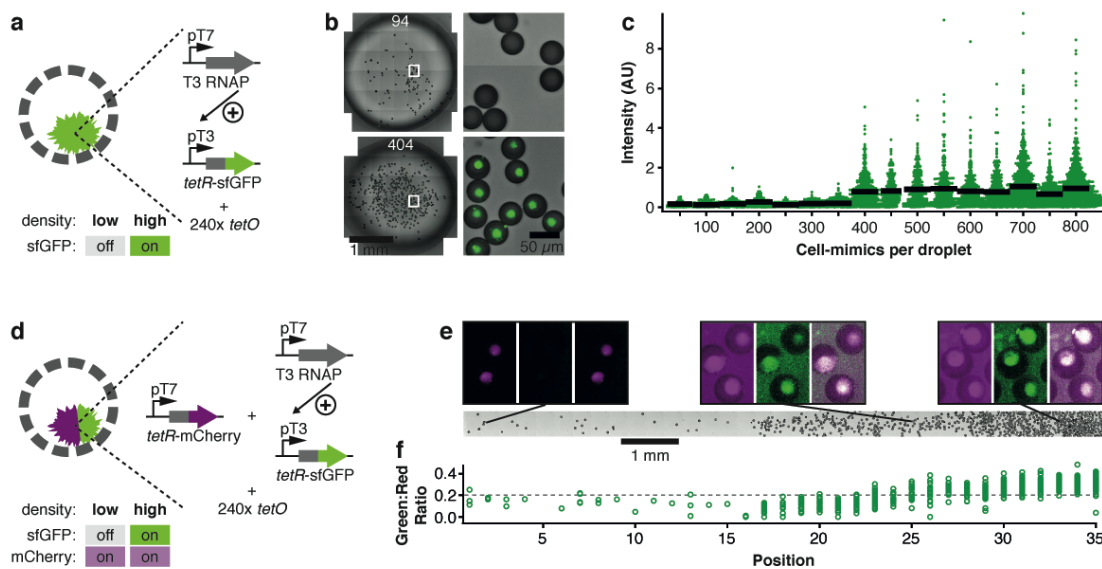 a
pT7
T3 RNAP
+
pT3
tetR-sfGFP
+
240x tetO
density: low high
sfGFP: off on
b
94
404
1 mm
50 µm
c
Intensity (AU)
8
6
4
2
0
100 200 300 400 500 600 700 800
Cell-mimics per droplet
d
pT7
tetR-mCherry
+
pT7
T3 RNAP
+
pT3
tetR-sfGFP
+
240x tetO
density: low high
sfGFP: off on
mCherry: on on
e
1 mm
f
Green:Red
Ratio
0.4
0.2
0.0
5 10 15 20 25 30 35
Position